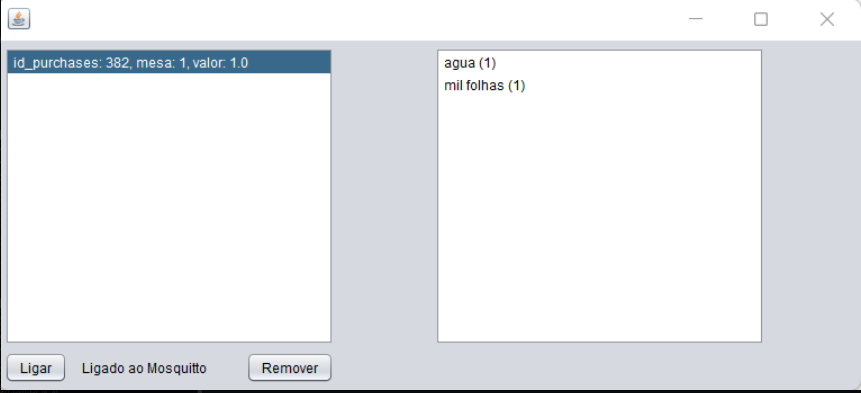 id_purchases: 382, mesa: 1, valor: 1.0
agua (1)
mil folhas (1)
Ligar
Ligado ao Mosquitto
Remover